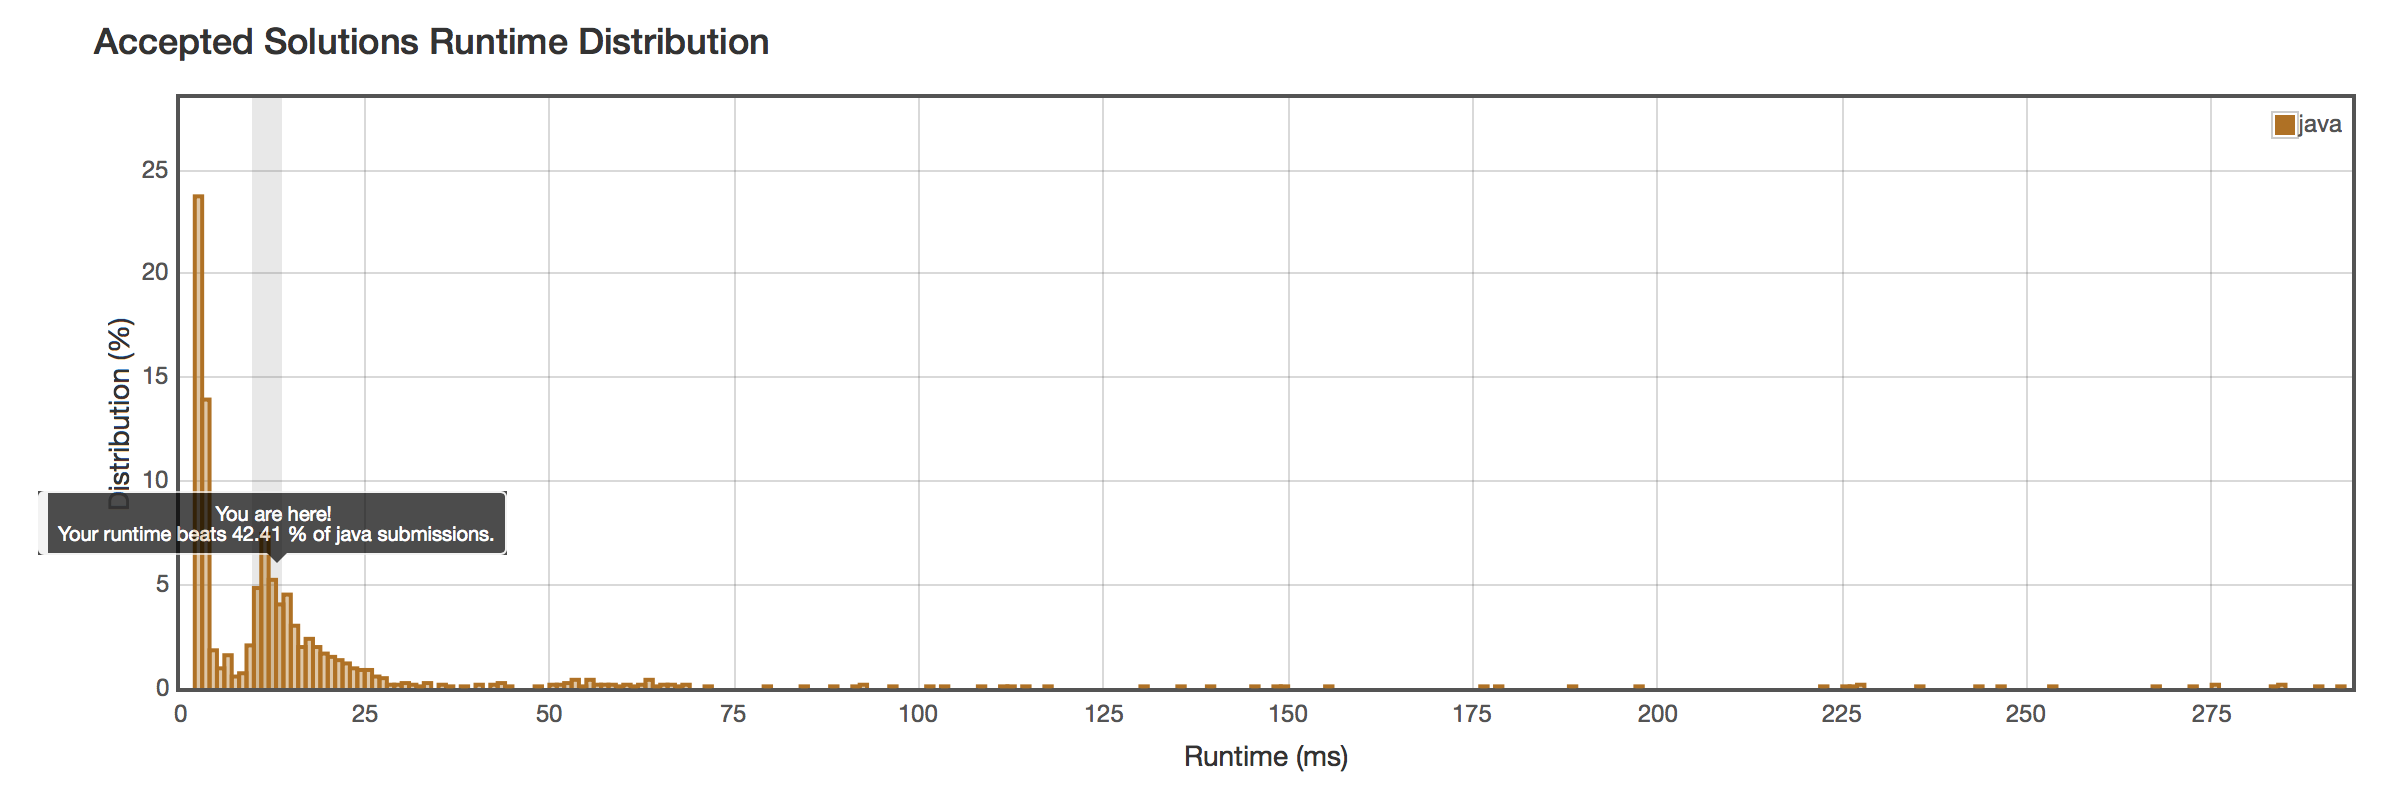 Accepted Solutions Runtime Distribution
java
25
20
15
10
5
0
Distribution (%)
You are here!
Your runtime beats 42.41 % of java submissions.
0 25 50 75 100 125 150 175 200 225 250 275
Runtime (ms)